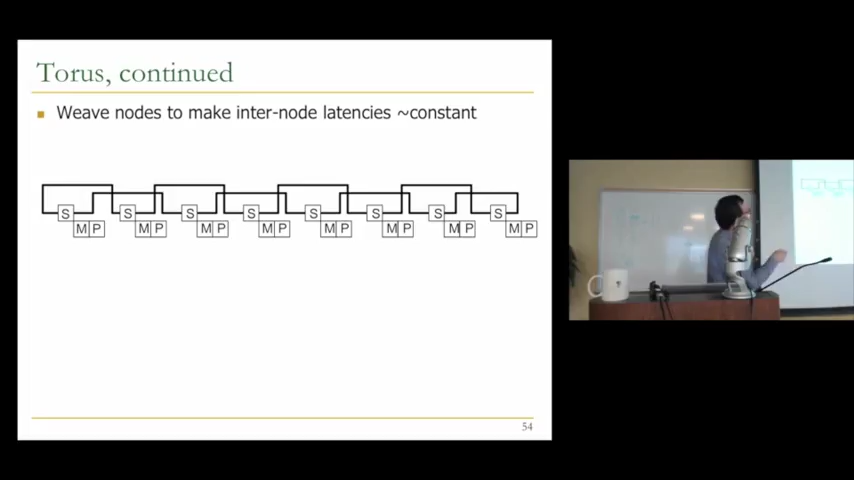 Torus, continued
Weave nodes to make inter-node latencies ~constant
S S S S S S S S
M P M P M P M P M P M P M P M P
54